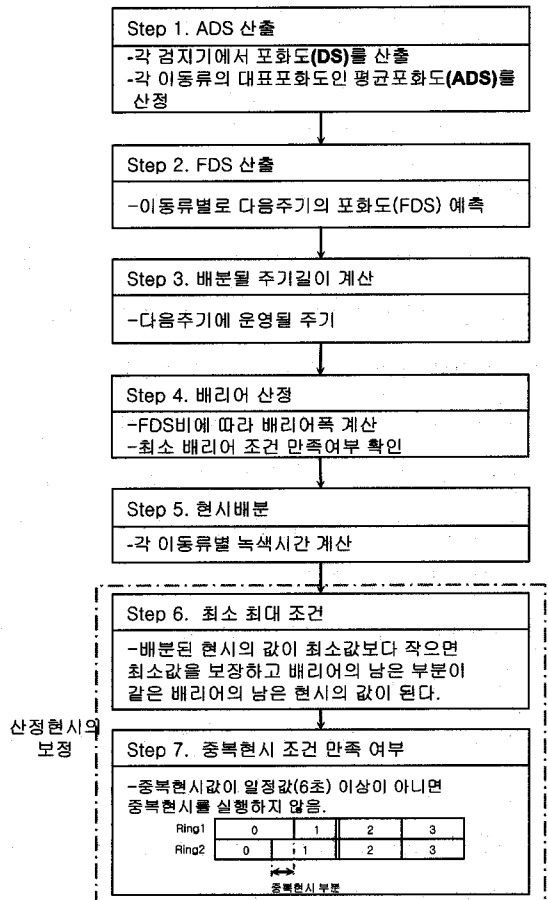 Step 1. ADS 산출
-각 검지기에서 포화도(DS)를 산출
-각 이동류의 대표포화도인 평균포화도(ADS)를
산정
Step 2. FDS 산출
-이동류별로 다음주기의 포화도(FDS) 예측
Step 3. 배분될 주기길이 계산
-다음주기에 운영될 주기
Step 4. 배리어 산정
-FDS비에 따라 배리어폭 계산
-최소 배리어 조건 만족여부 확인
Step 5. 현시배분
-각 이동류별 녹색시간 계산
Step 6. 최소 최대 조건
-배분된 현시의 값이 최소값보다 작으면
최소값을 보장하고 배리어의 남은 부분이
같은 배리어의 남은 현시의 값이 된다.
산정현시의
보정
Step 7. 중복현시 조건 만족 여부
-중복현시값이 일정값(6초) 이상이 아니면
중복현시를 실행하지 않음.
Ring1 0 1 2 3
Ring2 0 1 2 3
중복현시 부분